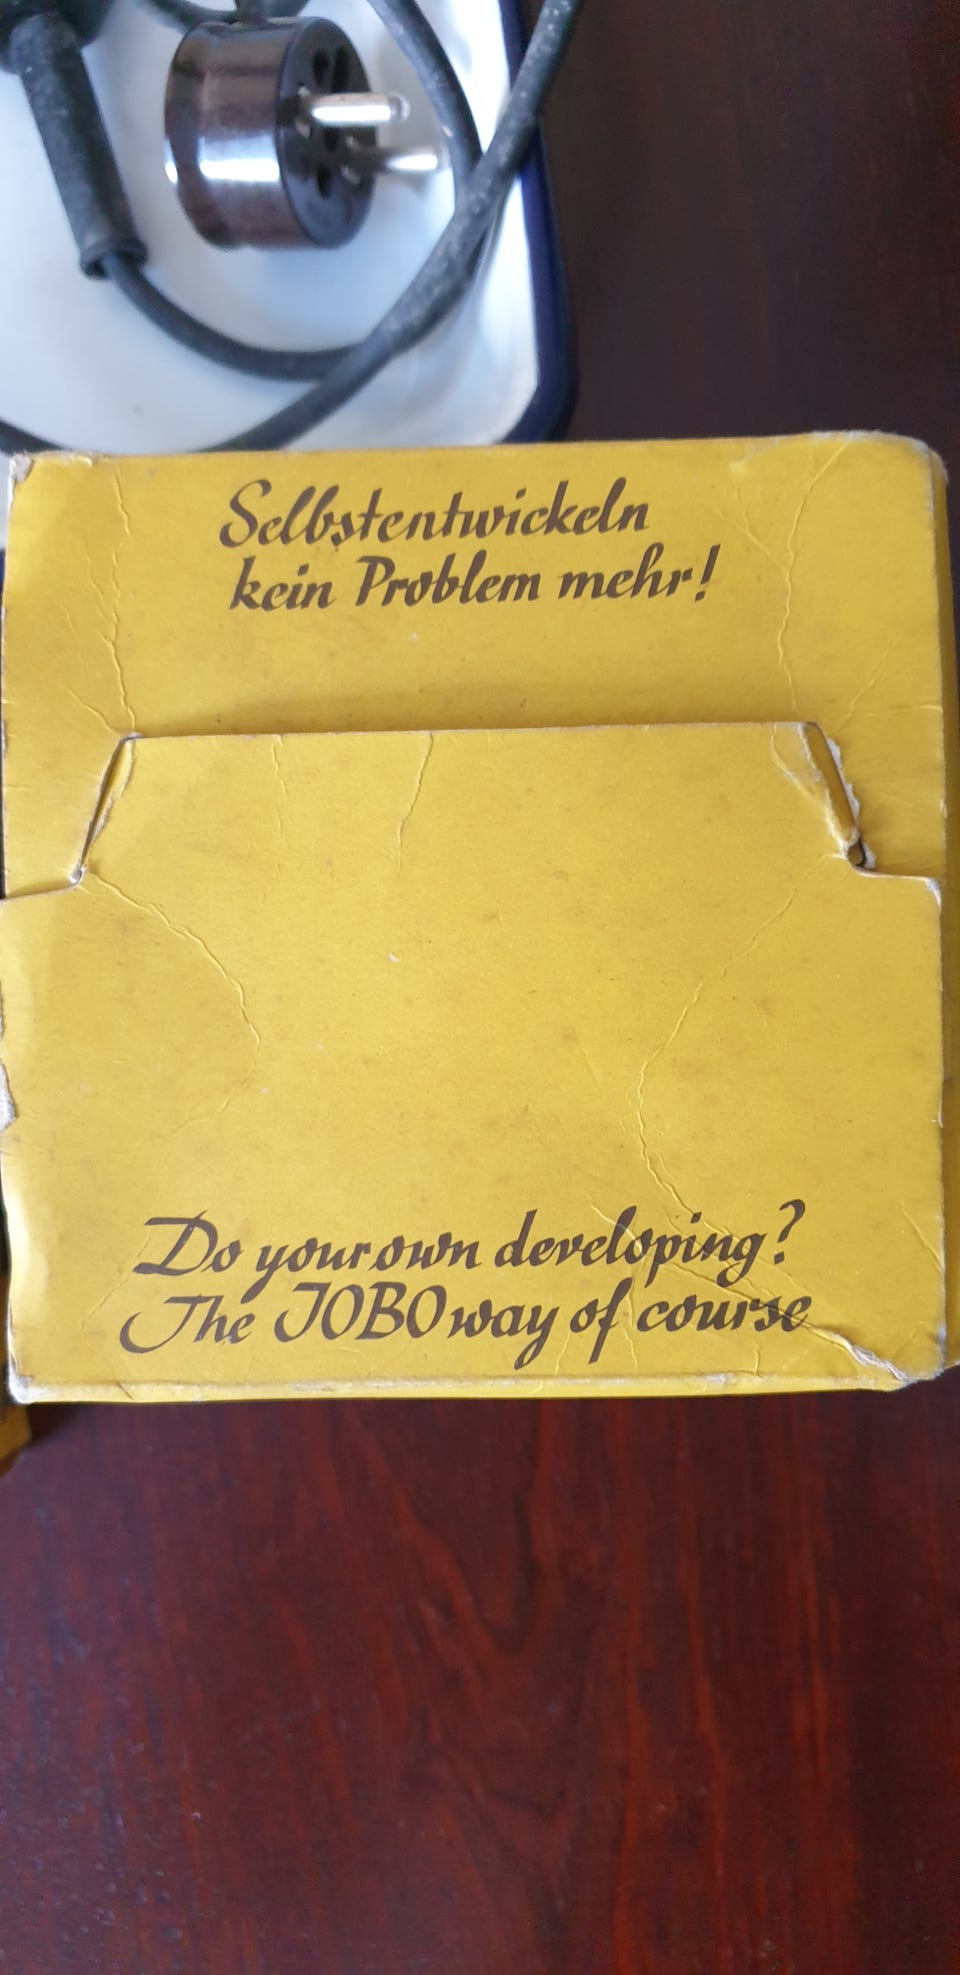 Selbstentwickeln
kein Problem mehr!
Do your own developing?
The JOBO way of course